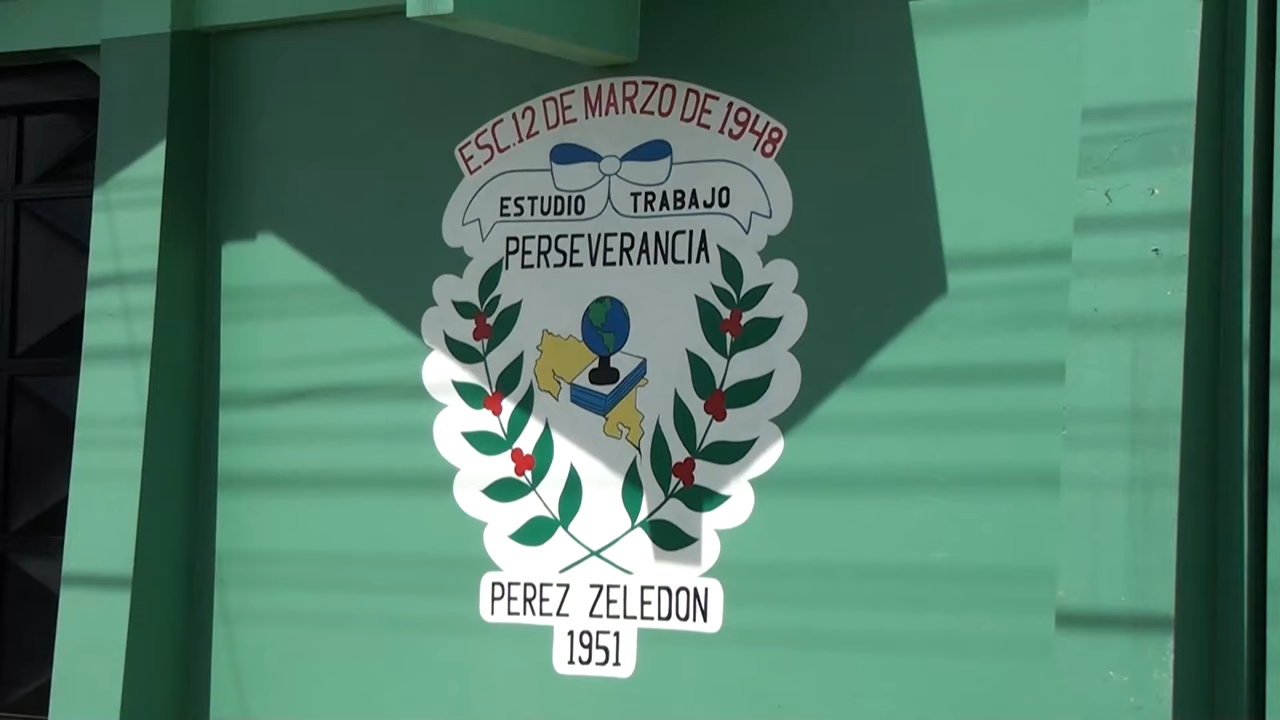 ESC.12 DE MARZO DE 1948
ESTUDIO TRABAJO
PERSEVERANCIA
PEREZ ZELEDON
1951